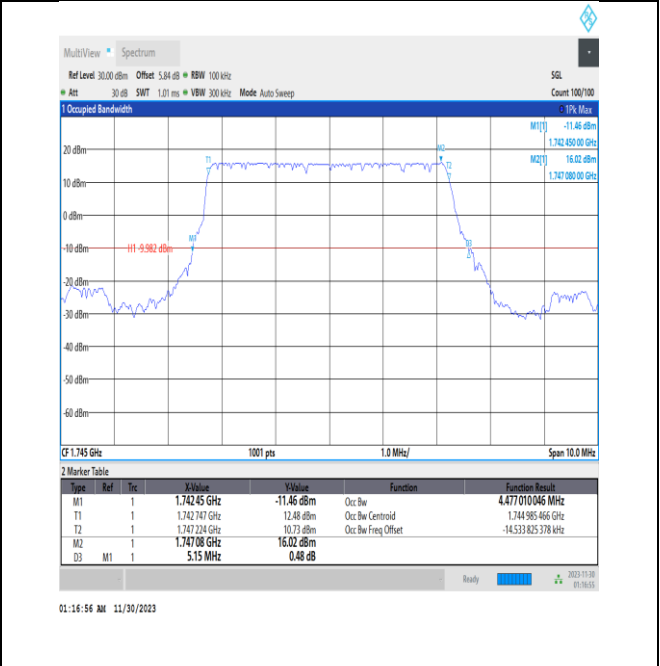 MultiView Spectrum
Ref Level 30.00 dBm Offset 5.84 dB RBW 100 kHz SGL
Att 30 dB SWT 1.01 ms VBW 300 kHz Mode Auto Sweep Count 100/100
1 Occupied Bandwidth 1Pk Max
M1[1] -11.46 dBm
1.742 450 00 GHz
M2[1] 16.02 dBm
1.747 080 00 GHz
M2
T1
T2
20 dBm
10 dBm
0 dBm
M1
D3
-10 dBm
H1 -9.982 dBm
-20 dBm
-30 dBm
-40 dBm
-50 dBm
-60 dBm
CF 1.745 GHz 1001 pts 1.0 MHz/ Span 10.0 MHz
2 Marker Table
Type Ref Trc X-Value Y-Value Function Function Result
M1 1 1.742 45 GHz -11.46 dBm Occ Bw 4.477 010 046 MHz
T1 1 1.742 747 GHz 12.48 dBm Occ Bw Centroid 1.744 985 466 GHz
T2 1 1.747 224 GHz 10.73 dBm Occ Bw Freq Offset -14.533 825 378 kHz
M2 1 1.747 08 GHz 16.02 dBm
D3 M1 1 5.15 MHz 0.48 dB
Ready 2023-11-30
01:16:55
01:16:56 AM 11/30/2023